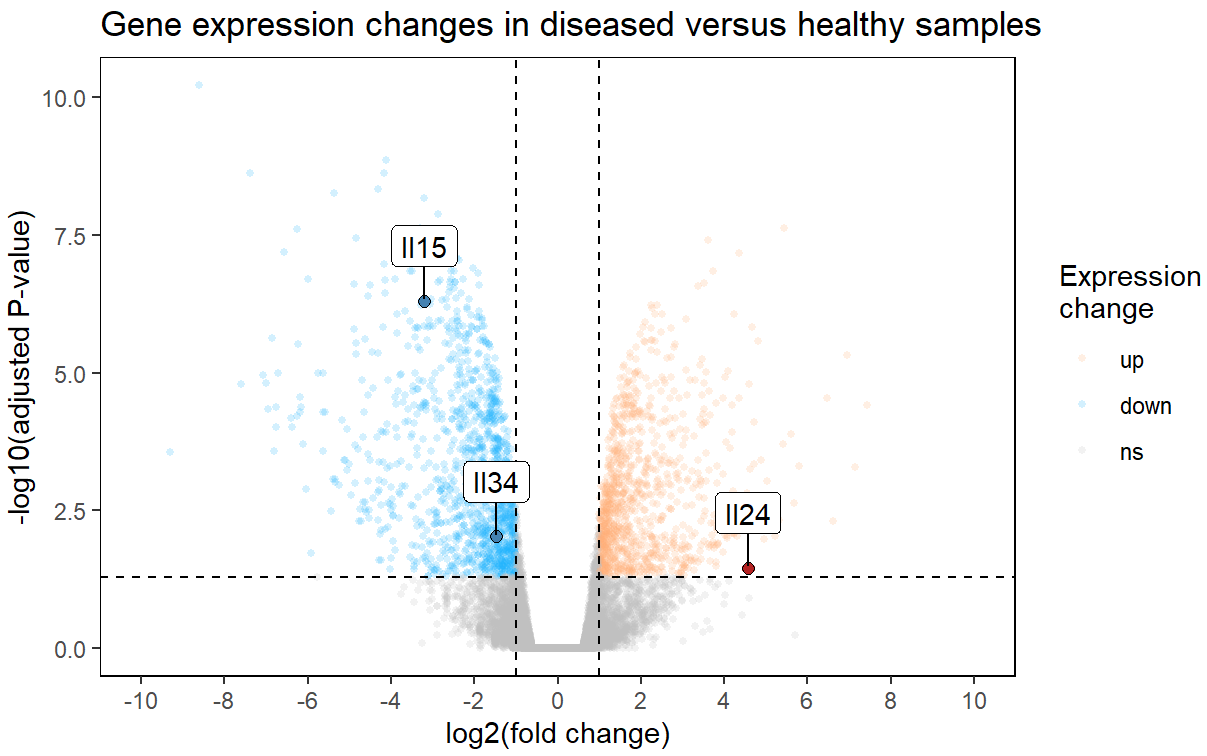 Gene expression changes in diseased versus healthy samples
-log10(adjusted P-value)
10.0
7.5
5.0
2.5
0.0
Il15
Il34
Il24
-10
-8
-6
-4
-2
0
2
4
6
8
10
log2(fold change)
Expression
change
up
down
ns